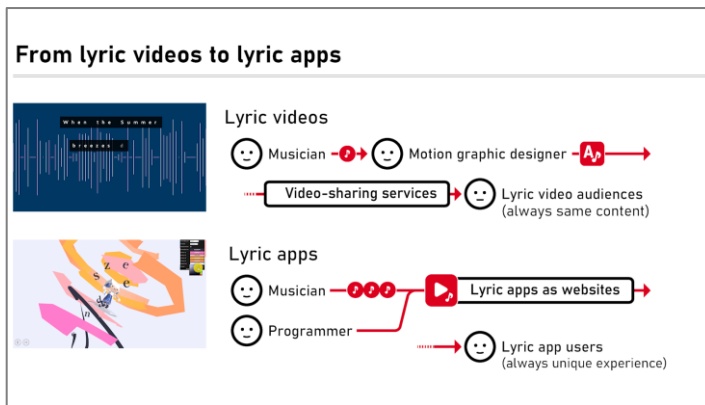 From lyric videos to lyric apps
When the Summer
breezes
Lyric videos
Musician
Motion graphic designer
A
Video-sharing services
Lyric video audiences
(always same content)
s z e e
n
Lyric apps
Musician
Lyric apps as websites
Programmer
Lyric app users
(always unique experience)